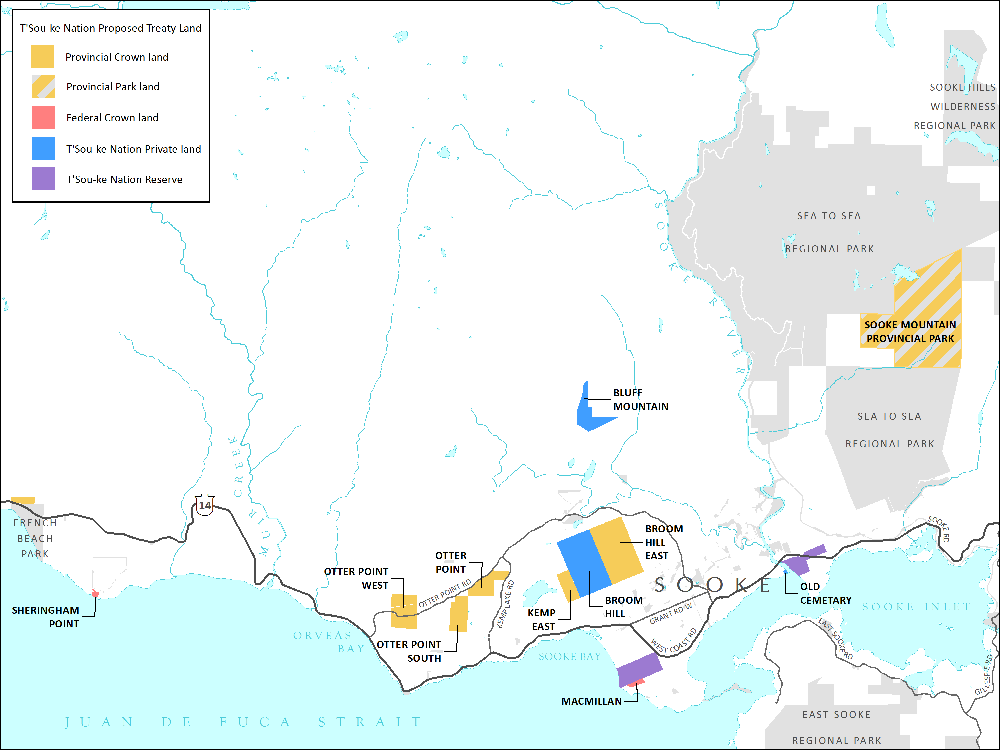 T'Sou-ke Nation Proposed Treaty Land
Provincial Crown land
Provincial Park land
Federal Crown land
T'Sou-ke Nation Private land
T'Sou-ke Nation Reserve
SOOKE HILLS
WILDERNESS
REGIONAL PARK
SEA TO SEA
REGIONAL PARK
SOOKE RIVER
SOOKE MOUNTAIN
PROVINCIAL PARK
BLUFF
MOUNTAIN
SEA TO SEA
REGIONAL PARK
MUIR CREEK
14
FRENCH
BEACH
PARK
SHERINGHAM
POINT
OTTER POINT
WEST
OTTER
POINT
OTTER POINT RD
KEMP LAKE RD
OTTER POINT
SOUTH
ORVEAS
BAY
BROOM
HILL
EAST
BROOM
HILL
KEMP
EAST
SOOKE
SOOKE RD
GRANT RD W
WEST COAST RD
OLD
CEMETARY
SOOKE INLET
EAST SOOKE RD
GILLESPIE RD
SOOKE BAY
MACMILLAN
JUAN DE FUCA STRAIT
EAST SOOKE
REGIONAL PARK